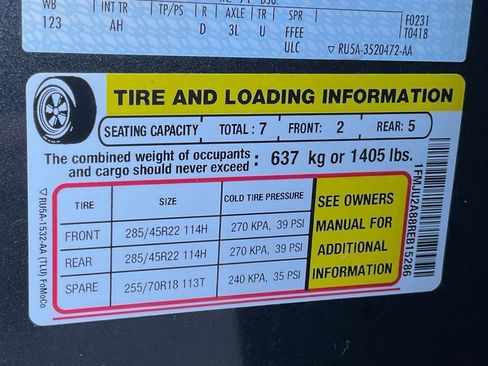 WB INT TR TP/PS R AXLE TR SPR
123 AH D 3L U FFEE F0231
ULC T0418
▽ RU5A-3520472-AA
TIRE AND LOADING INFORMATION
SEATING CAPACITY TOTAL : 7 FRONT: 2 REAR: 5
The combined weight of occupants
and cargo should never exceed : 637 kg or 1405 lbs.
TIRE SIZE COLD TIRE PRESSURE
FRONT 285/45R22 114H 270 KPA, 39 PSI
REAR 285/45R22 114H 270 KPA, 39 PSI
SPARE 255/70R18 113T 240 KPA, 35 PSI
SEE OWNERS
MANUAL FOR
ADDITIONAL
INFORMATION
▽ RU5A-1532-AA (TLU) FoMoCo
1FMJU2A88REB15286